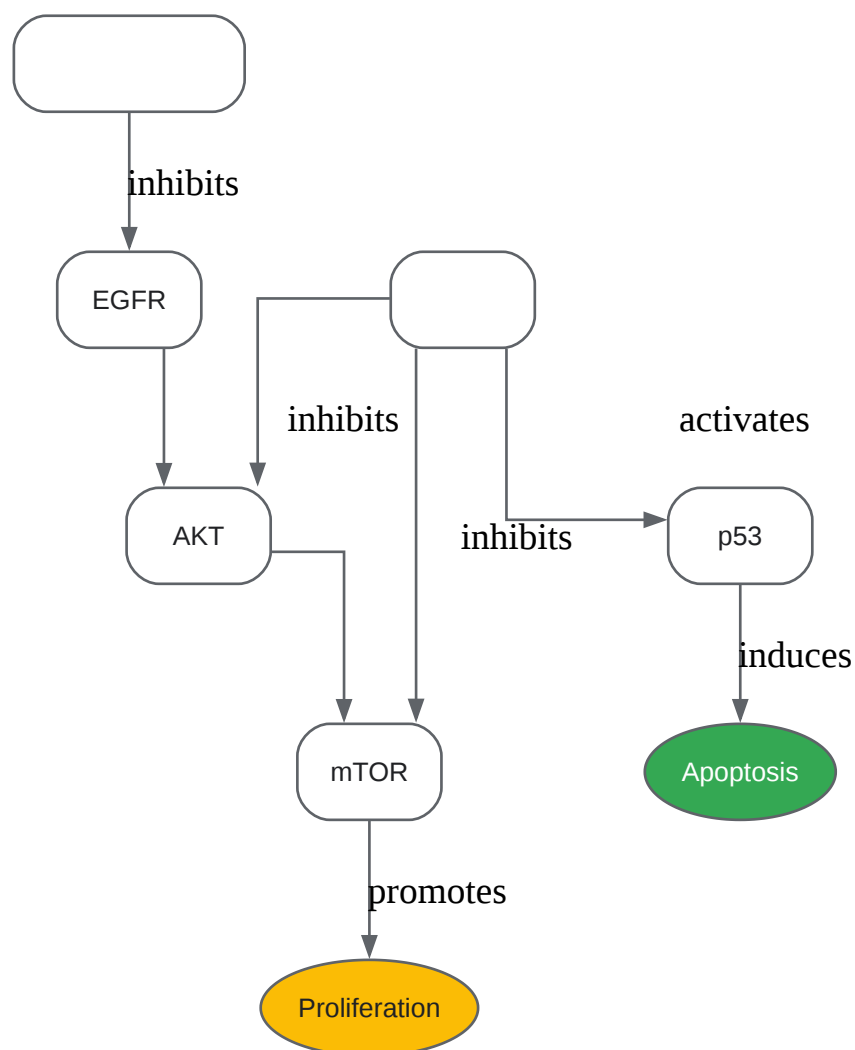 inhibits
EGFR
inhibits
activates
AKT
inhibits
p53
induces
mTOR
Apoptosis
promotes
Proliferation